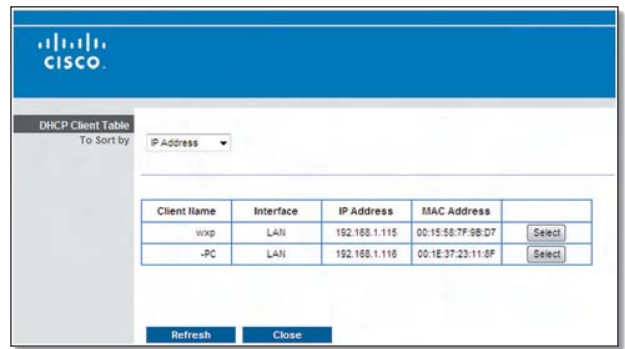 CISCO.
DHCP Client Table
To Sort by IP Address
Client Name Interface IP Address MAC Address
wxp LAN 192.168.1.115 00:15:58:7F:9B:D7 Select
-PC LAN 192.168.1.116 00:1E:37:23:11:8F Select
Refresh Close